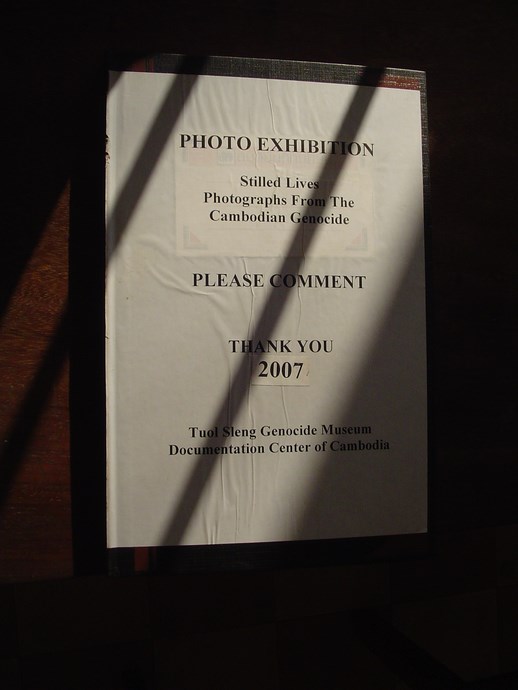 PHOTO EXHIBITION
Stilled Lives
Photographs From The
Cambodian Genocide
PLEASE COMMENT
THANK YOU
2007
Tuol Sleng Genocide Museum
Documentation Center of Cambodia